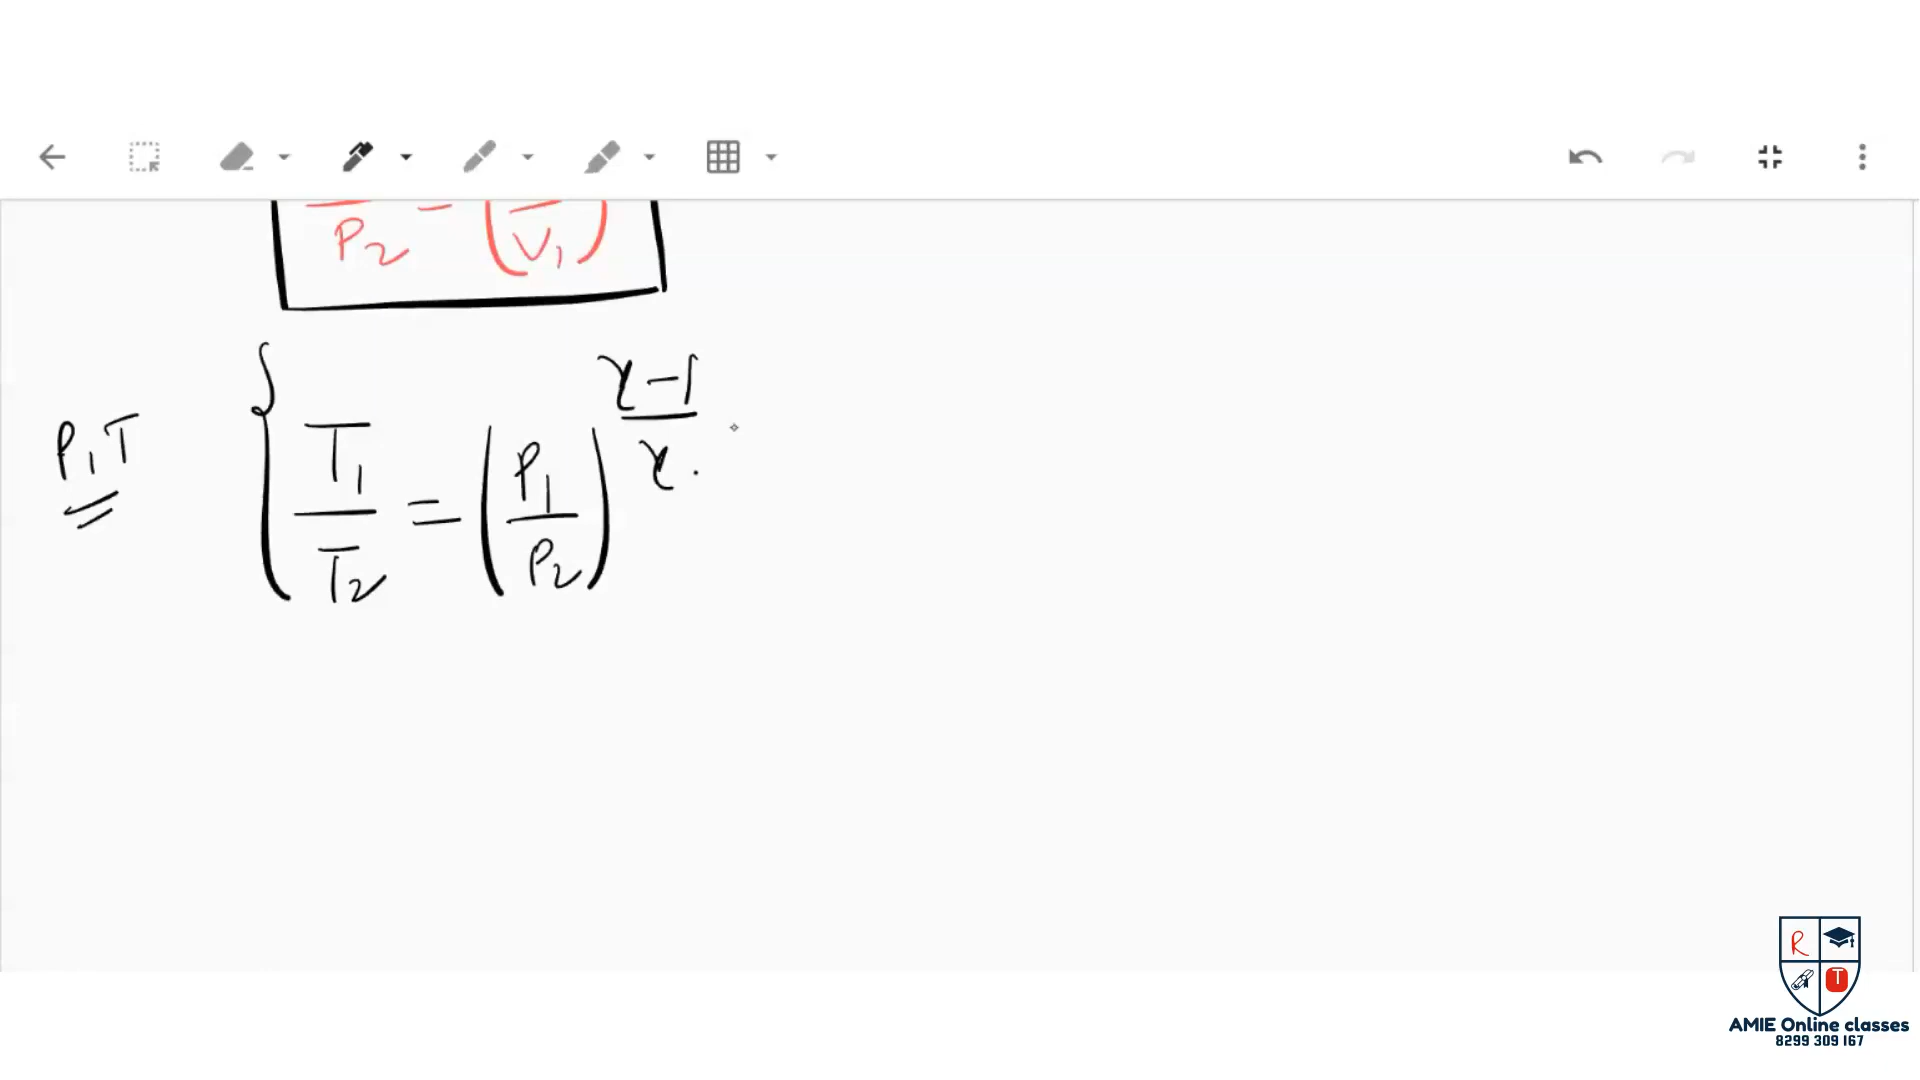 P₂ = (/V₁)
P,T { T₁/T₂ = (P₁/P₂)^((γ-1)/γ) .
R
T
AMIE Online classes
8299 309 167